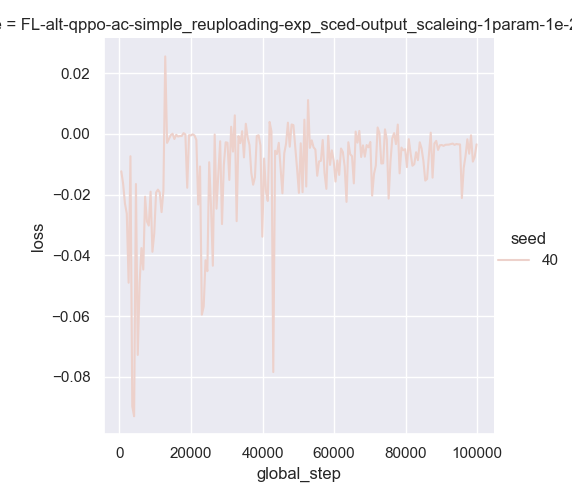 e = FL-alt-qppo-ac-simple_reuploading-exp_sced-output_scaleing-1param-1e-2
0.02
0.00
−0.02
−0.04
−0.06
−0.08
loss
0 20000 40000 60000 80000 100000
global_step
seed
40